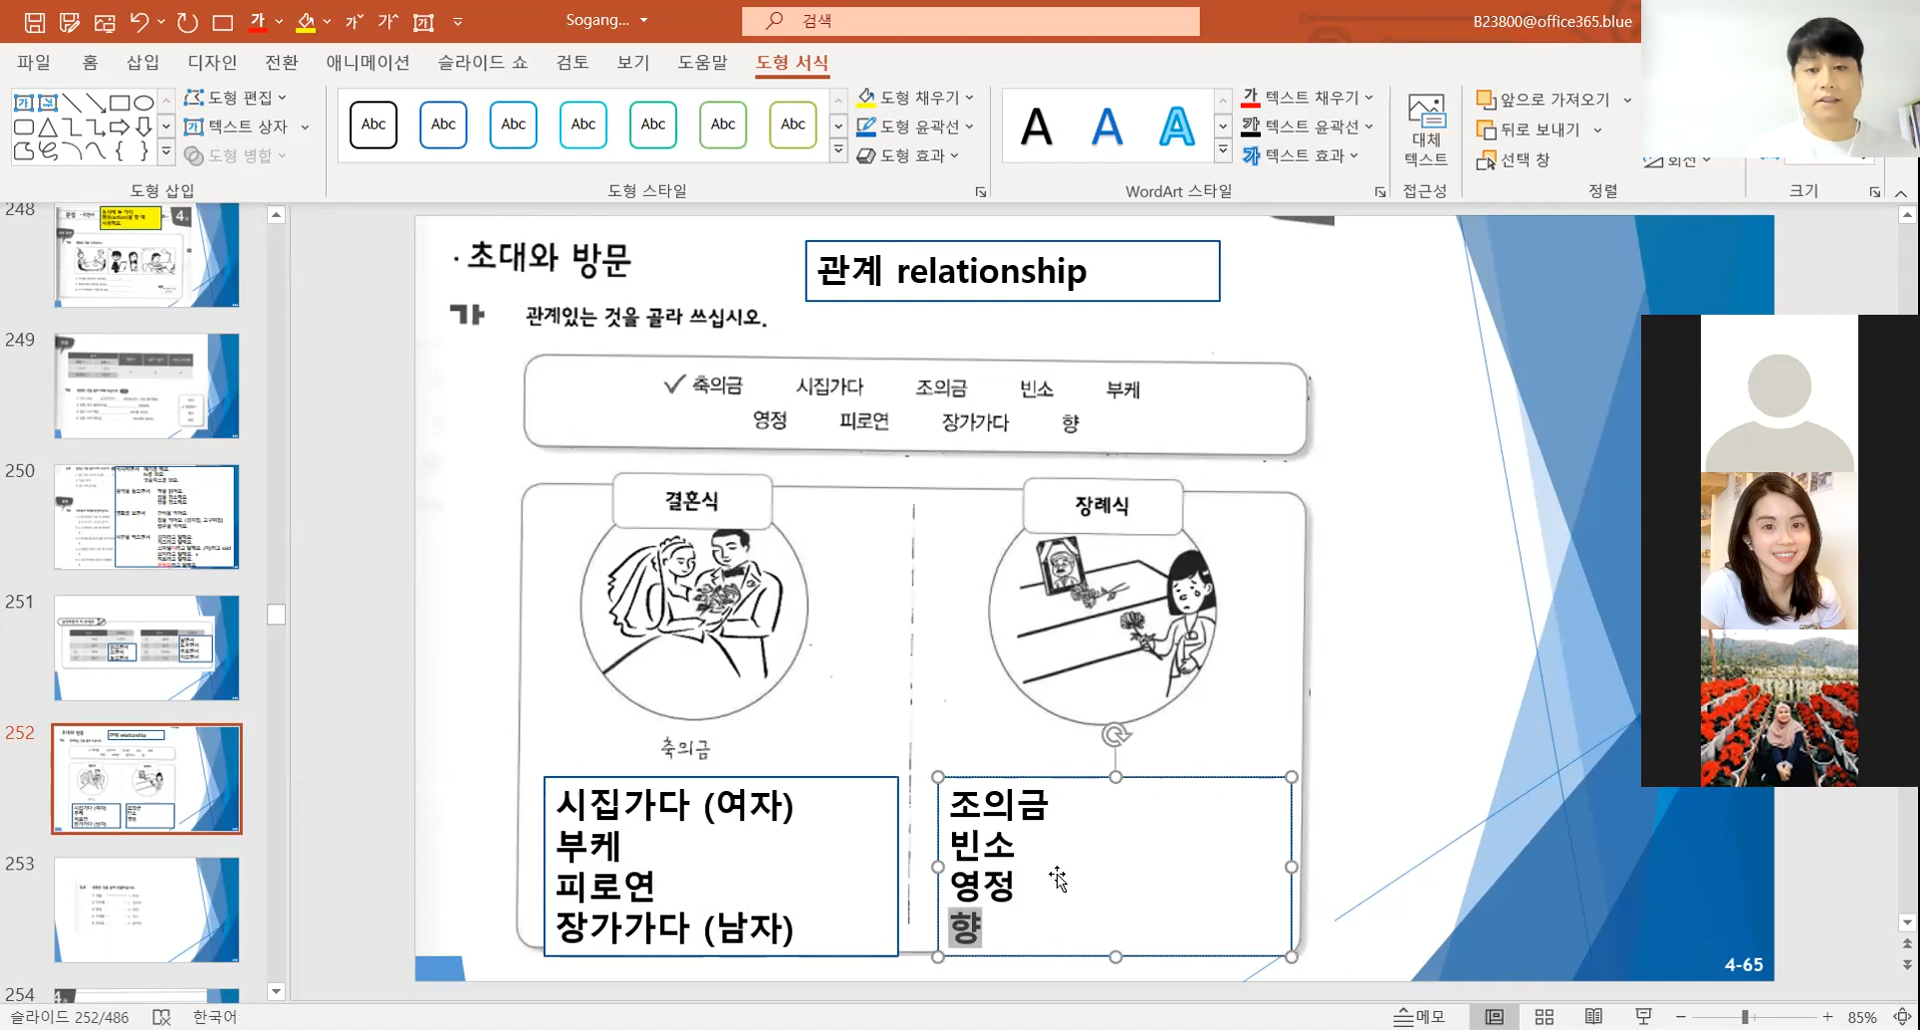 Sogang...
검색
B23800@office365.blue
파일 홈 삽입 디자인 전환 애니메이션 슬라이드 쇼 검토 보기 도움말 도형 서식
도형 편집
텍스트 상자
도형 병합
도형 삽입
Abc Abc Abc Abc Abc Abc Abc
도형 채우기
도형 윤곽선
도형 효과
도형 스타일
A A A
텍스트 채우기
텍스트 윤곽선
텍스트 효과
WordArt 스타일
대체
텍스트
접근성
앞으로 가져오기
뒤로 보내기
선택 창
회전
정렬
크기
248
249
250
251
252
253
254
· 초대와 방문
관계 relationship
가 관계있는 것을 골라 쓰십시오.
✓ 축의금 시집가다 조의금 빈소 부케
영정 피로연 장가가다 향
결혼식
장례식
축의금
시집가다 (여자)
부케
피로연
장가가다 (남자)
조의금
빈소
영정
향
4-65
슬라이드 252/486
한국어
메모
85%